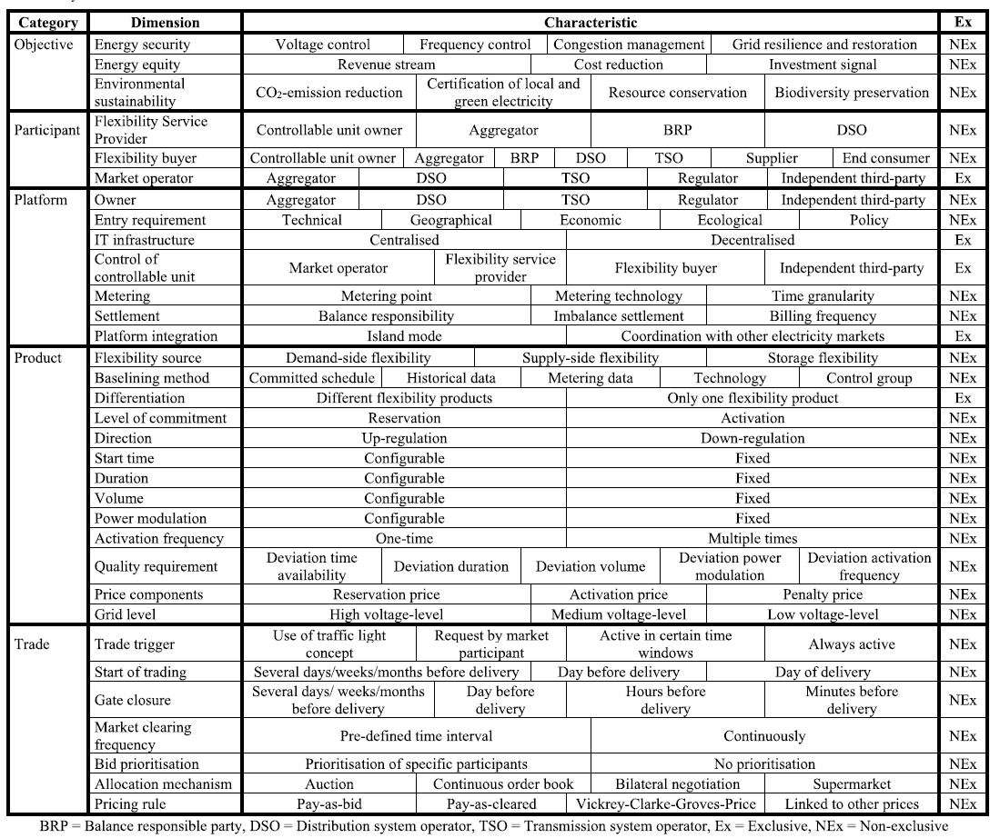 Category Dimension Characteristic Ex
Objective Energy security Voltage control Frequency control Congestion management Grid resilience and restoration NEx
Energy equity Revenue stream Cost reduction Investment signal NEx
Environmental sustainability CO₂-emission reduction Certification of local and green electricity Resource conservation Biodiversity preservation NEx
Participant Flexibility Service Provider Controllable unit owner Aggregator BRP DSO NEx
Flexibility buyer Controllable unit owner Aggregator BRP DSO TSO Supplier End consumer NEx
Market operator Aggregator DSO TSO Regulator Independent third-party Ex
Platform Owner Aggregator DSO TSO Regulator Independent third-party NEx
Entry requirement Technical Geographical Economic Ecological Policy NEx
IT infrastructure Centralised Decentralised Ex
Control of controllable unit Market operator Flexibility service provider Flexibility buyer Independent third-party Ex
Metering Metering point Metering technology Time granularity NEx
Settlement Balance responsibility Imbalance settlement Billing frequency NEx
Platform integration Island mode Coordination with other electricity markets Ex
Product Flexibility source Demand-side flexibility Supply-side flexibility Storage flexibility NEx
Baselining method Committed schedule Historical data Metering data Technology Control group NEx
Differentiation Different flexibility products Only one flexibility product Ex
Level of commitment Reservation Activation NEx
Direction Up-regulation Down-regulation NEx
Start time Configurable Fixed NEx
Duration Configurable Fixed NEx
Volume Configurable Fixed NEx
Power modulation Configurable Fixed NEx
Activation frequency One-time Multiple times NEx
Quality requirement Deviation time availability Deviation duration Deviation volume Deviation power modulation Deviation activation frequency NEx
Price components Reservation price Activation price Penalty price NEx
Grid level High voltage-level Medium voltage-level Low voltage-level NEx
Trade Trade trigger Use of traffic light concept Request by market participant Active in certain time windows Always active NEx
Start of trading Several days/weeks/months before delivery Day before delivery Day of delivery NEx
Gate closure Several days/ weeks/months before delivery Day before delivery Hours before delivery Minutes before delivery NEx
Market clearing frequency Pre-defined time interval Continuously NEx
Bid prioritisation Prioritisation of specific participants No prioritisation NEx
Allocation mechanism Auction Continuous order book Bilateral negotiation Supermarket NEx
Pricing rule Pay-as-bid Pay-as-cleared Vickrey-Clarke-Groves-Price Linked to other prices NEx
BRP = Balance responsible party, DSO = Distribution system operator, TSO = Transmission system operator, Ex = Exclusive, NEx = Non-exclusive